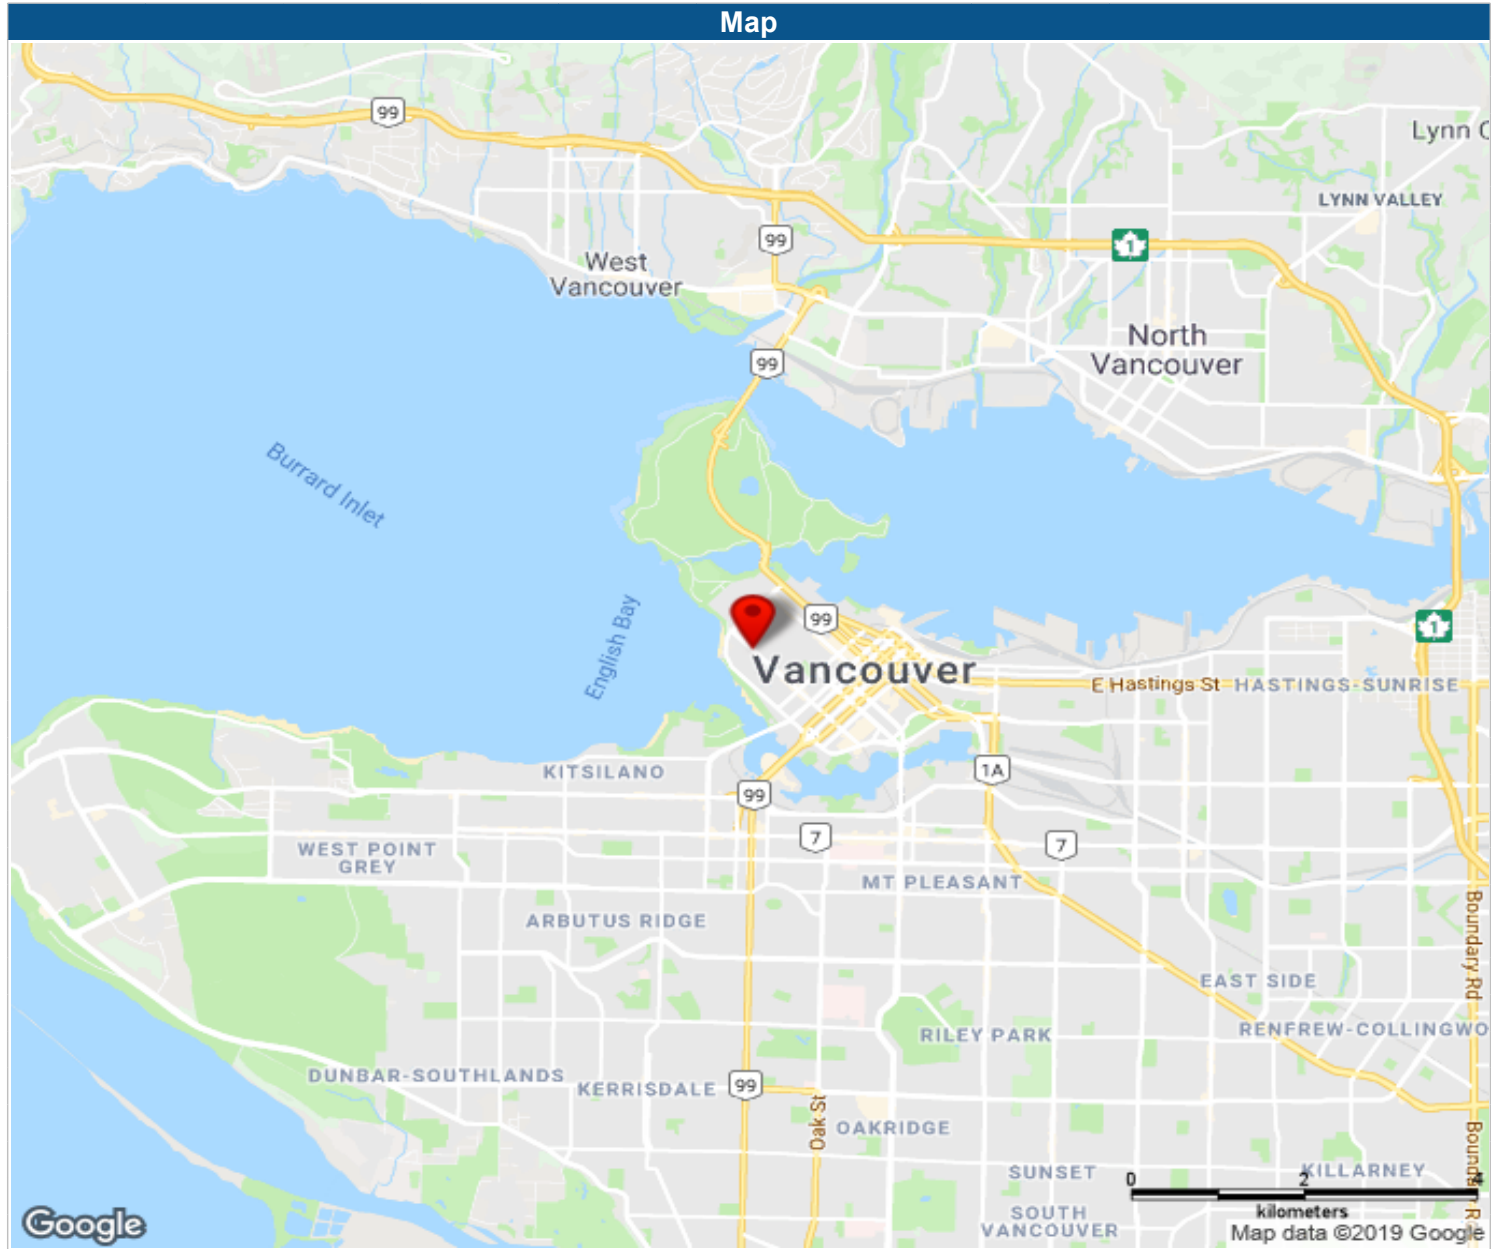 Map
99
Lynn C
LYNN VALLEY
99
1
West
Vancouver
North
Vancouver
99
Burrard Inlet
English Bay
99
1
Vancouver
E Hastings St
HASTINGS-SUNRISE
KITSILANO
1A
99
7
7
WEST POINT
GREY
MT PLEASANT
ARBUTUS RIDGE
Boundary Rd
EAST SIDE
RILEY PARK
RENFREW-COLLINGWO
DUNBAR-SOUTHLANDS
KERRISDALE
99
Oak St
OAKRIDGE
Boundary R
SUNSET
KILLARNEY
0 2 4
kilometers
SOUTH
VANCOUVER
Google
Map data ©2019 Google